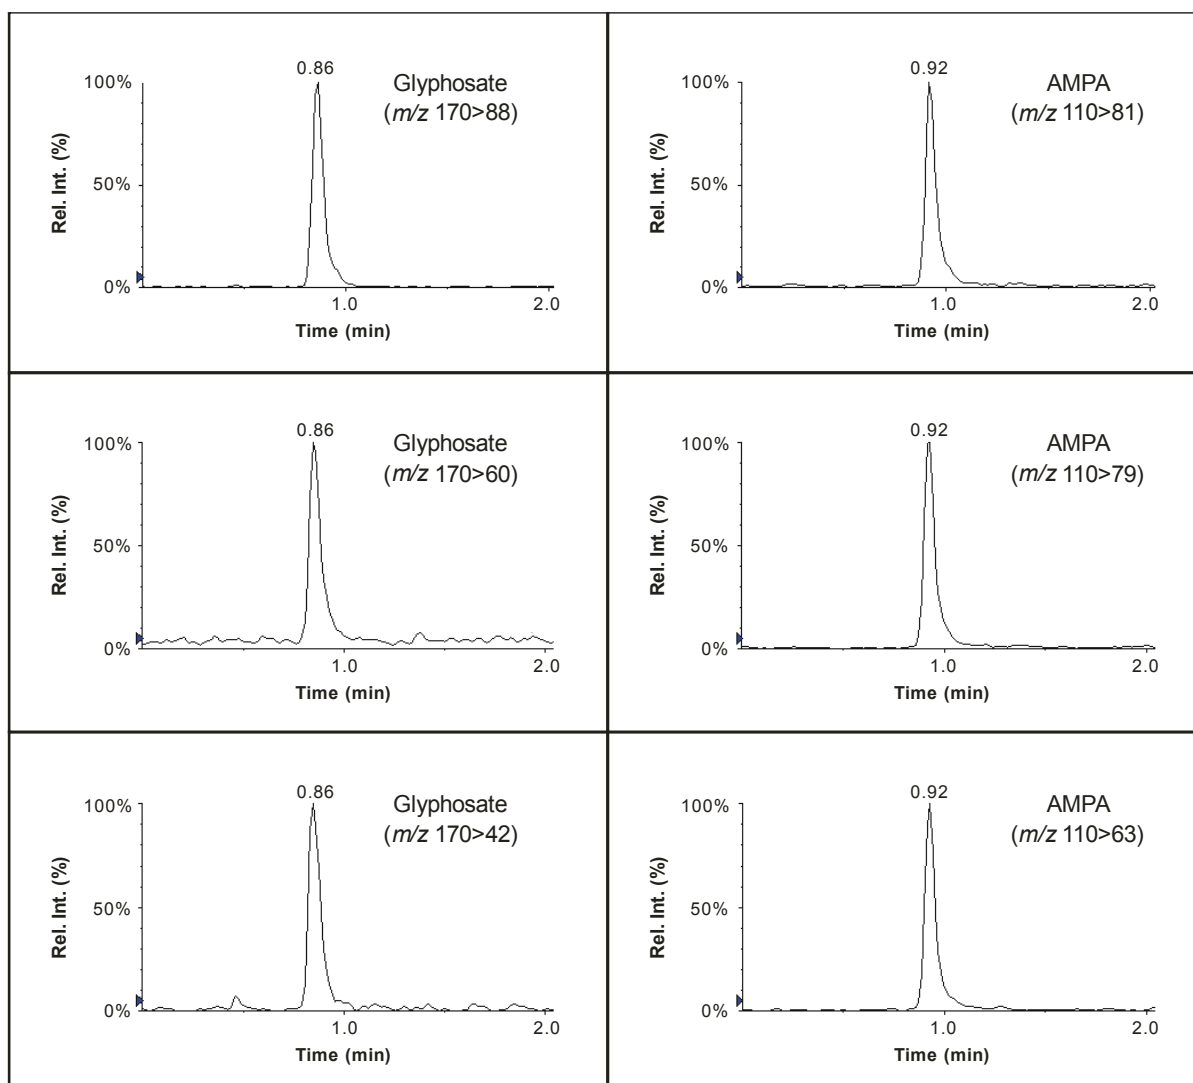 0.86
Glyphosate
(m/z 170>88)
100%
50%
0%
Rel. Int. (%)
1.0
2.0
Time (min)
0.92
AMPA
(m/z 110>81)
100%
50%
0%
Rel. Int. (%)
1.0
2.0
Time (min)
0.86
Glyphosate
(m/z 170>60)
100%
50%
0%
Rel. Int. (%)
1.0
2.0
Time (min)
0.92
AMPA
(m/z 110>79)
100%
50%
0%
Rel. Int. (%)
1.0
2.0
Time (min)
0.86
Glyphosate
(m/z 170>42)
100%
50%
0%
Rel. Int. (%)
1.0
2.0
Time (min)
0.92
AMPA
(m/z 110>63)
100%
50%
0%
Rel. Int. (%)
1.0
2.0
Time (min)